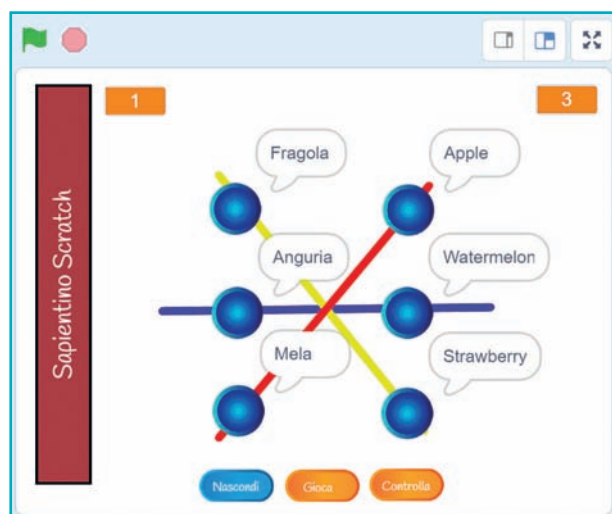 Sapientino Scratch
1
3
Fragola
Apple
Anguria
Watermelon
Mela
Strawberry
Nascondi
Gioca
Controlla